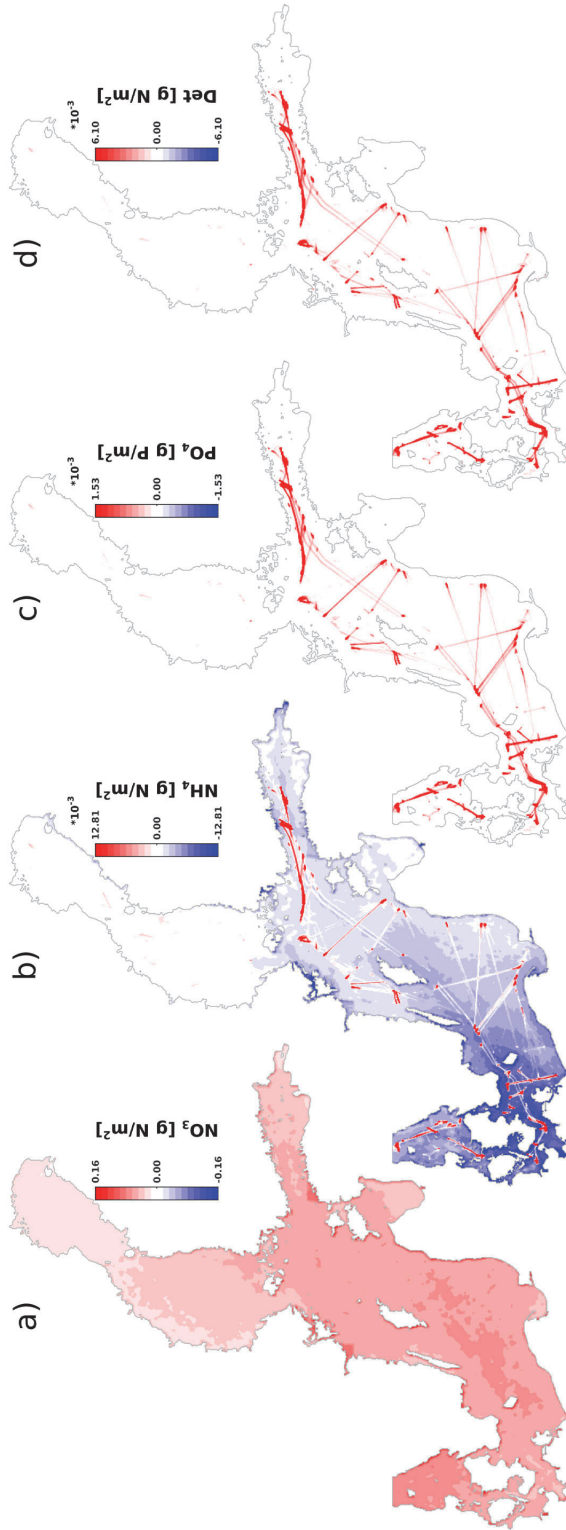 a)
NO₃ [g N/m²]
0.16
0.00
-0.16
b)
NH₄ [g N/m²]
*10⁻³
12.81
0.00
-12.81
c)
PO₄ [g P/m²]
*10⁻³
1.53
0.00
-1.53
d)
Det [g N/m²]
*10⁻³
6.10
0.00
-6.10